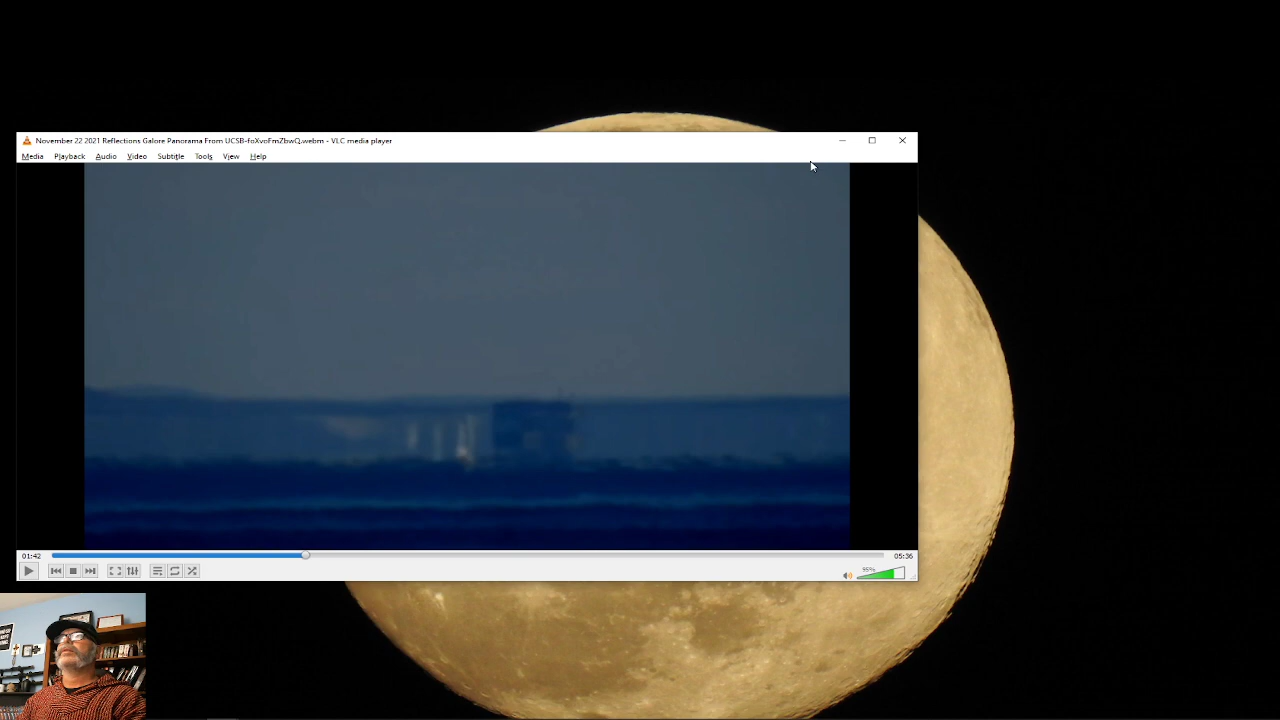 November 22 2021 Reflections Galore Panorama From UCSB-foXvoFmZbwQ.webm - VLC media player
Media Playback Audio Video Subtitle Tools View Help
01:42
05:36
95%